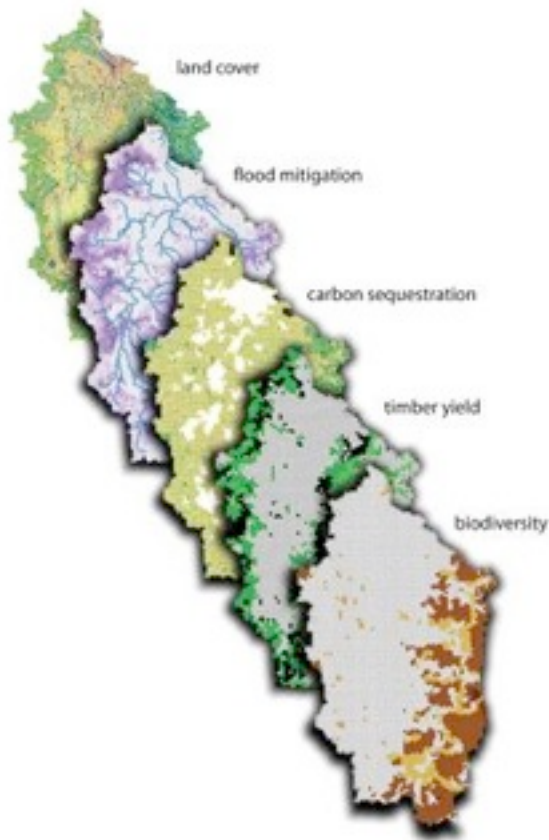 land cover
flood mitigation
carbon sequestration
timber yield
biodiversity